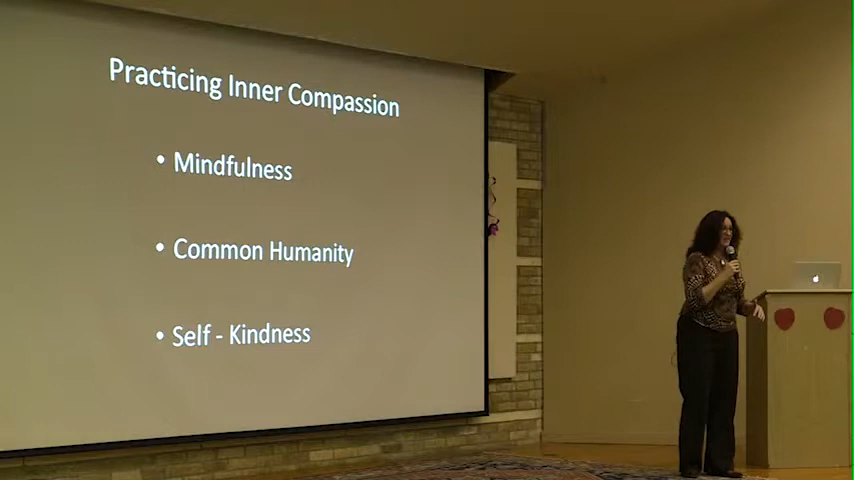 Practicing Inner Compassion
• Mindfulness
• Common Humanity
• Self - Kindness